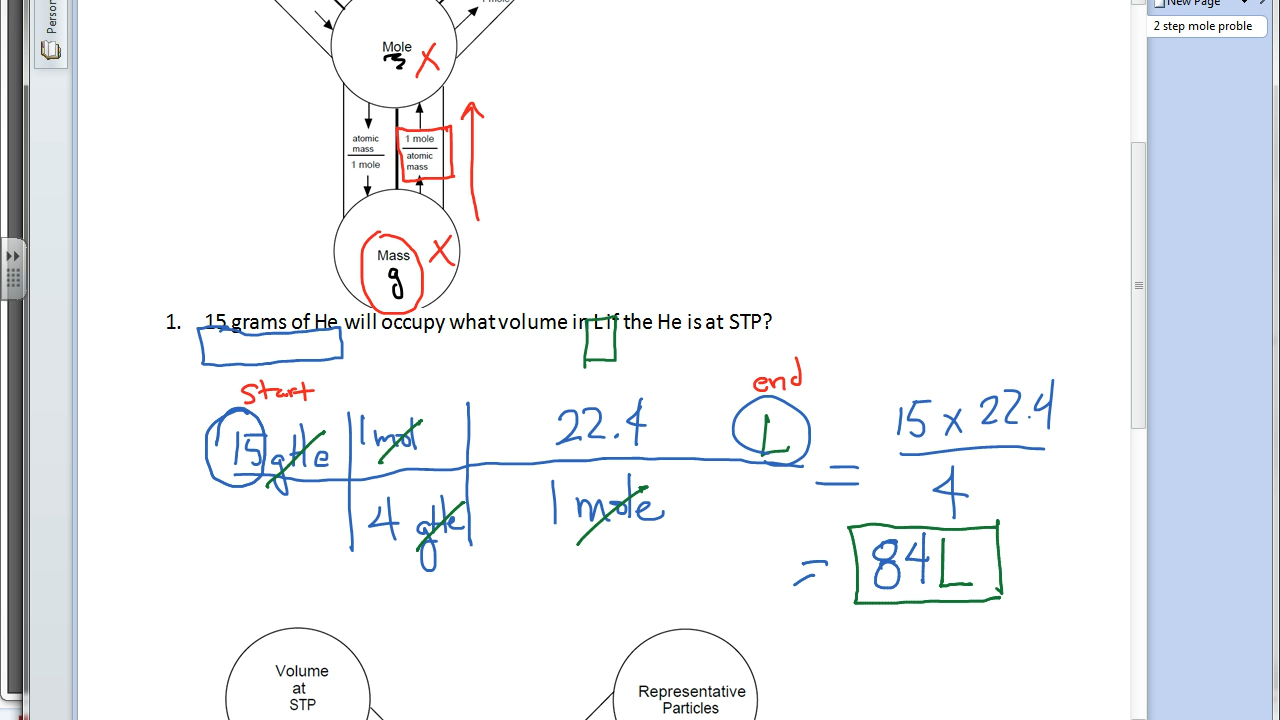 New Page
2 step mole proble
Person
1 mole
Mole
X
atomic
mass
1 mole
1 mole
atomic
mass
Mass
g
X
1. 15 grams of He will occupy what volume in L if the He is at STP?
start
end
15 g He
1 mol
22.4
L
4 g He
1 mole
=
15 x 22.4
4
= 84 L
Volume
at
STP
Representative
Particles